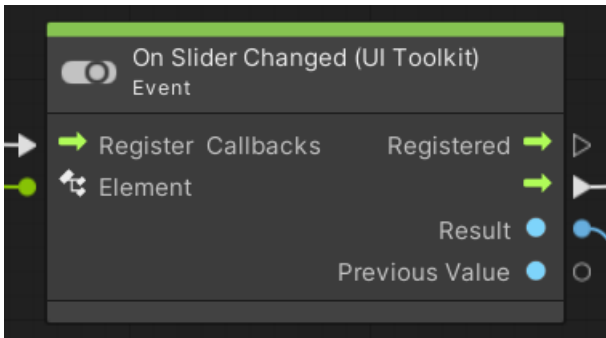 On Slider Changed (UI Toolkit)
Event
Register Callbacks Registered
Element
Result
Previous Value